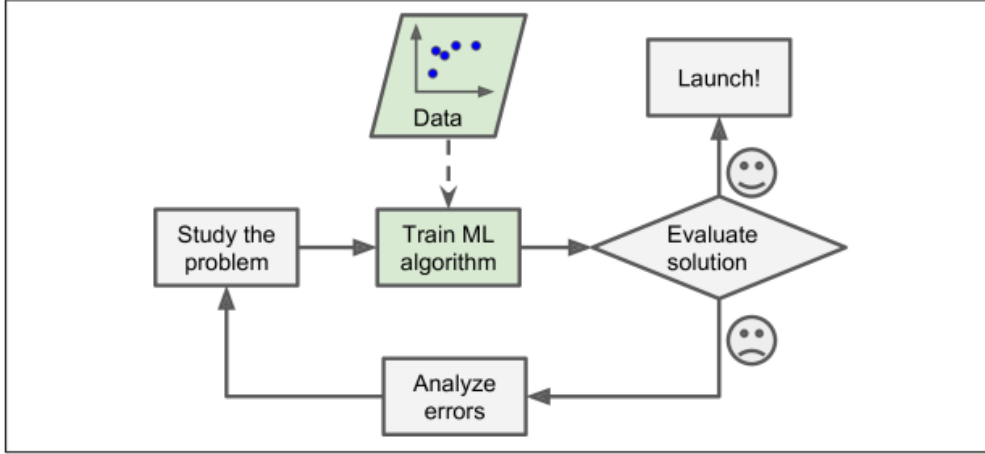 Data
Launch!
Study the
problem
Train ML
algorithm
Evaluate
solution
Analyze
errors